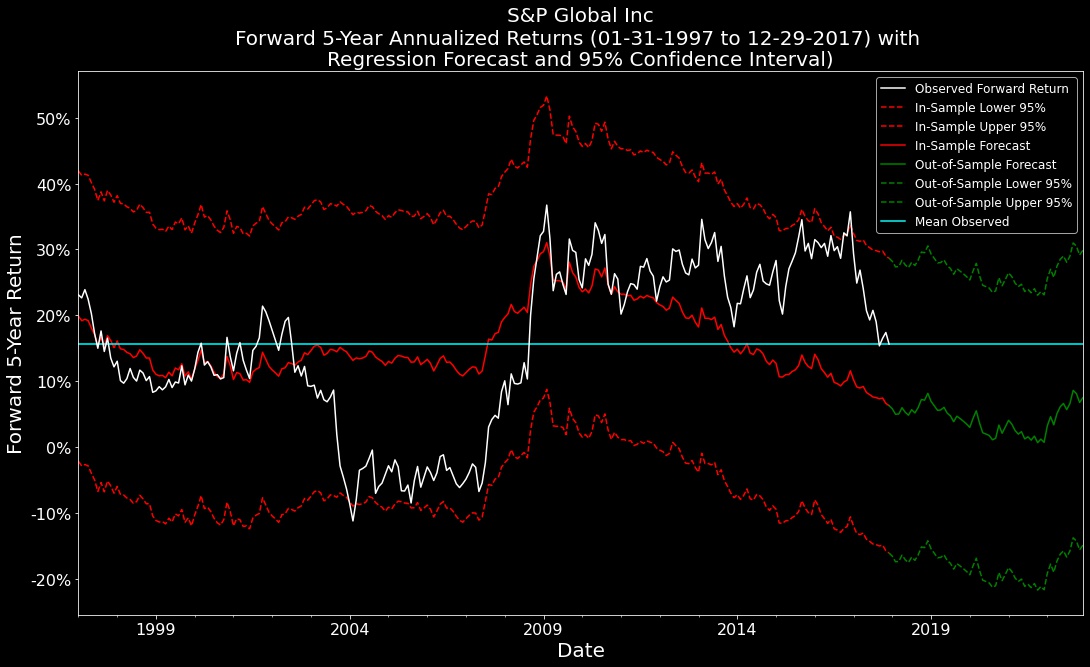 S&P Global Inc
Forward 5-Year Annualized Returns (01-31-1997 to 12-29-2017) with
Regression Forecast and 95% Confidence Interval)
Observed Forward Return
In-Sample Lower 95%
In-Sample Upper 95%
In-Sample Forecast
Out-of-Sample Forecast
Out-of-Sample Lower 95%
Out-of-Sample Upper 95%
Mean Observed
Forward 5-Year Return
50%
40%
30%
20%
10%
0%
-10%
-20%
1999 2004 2009 2014 2019
Date